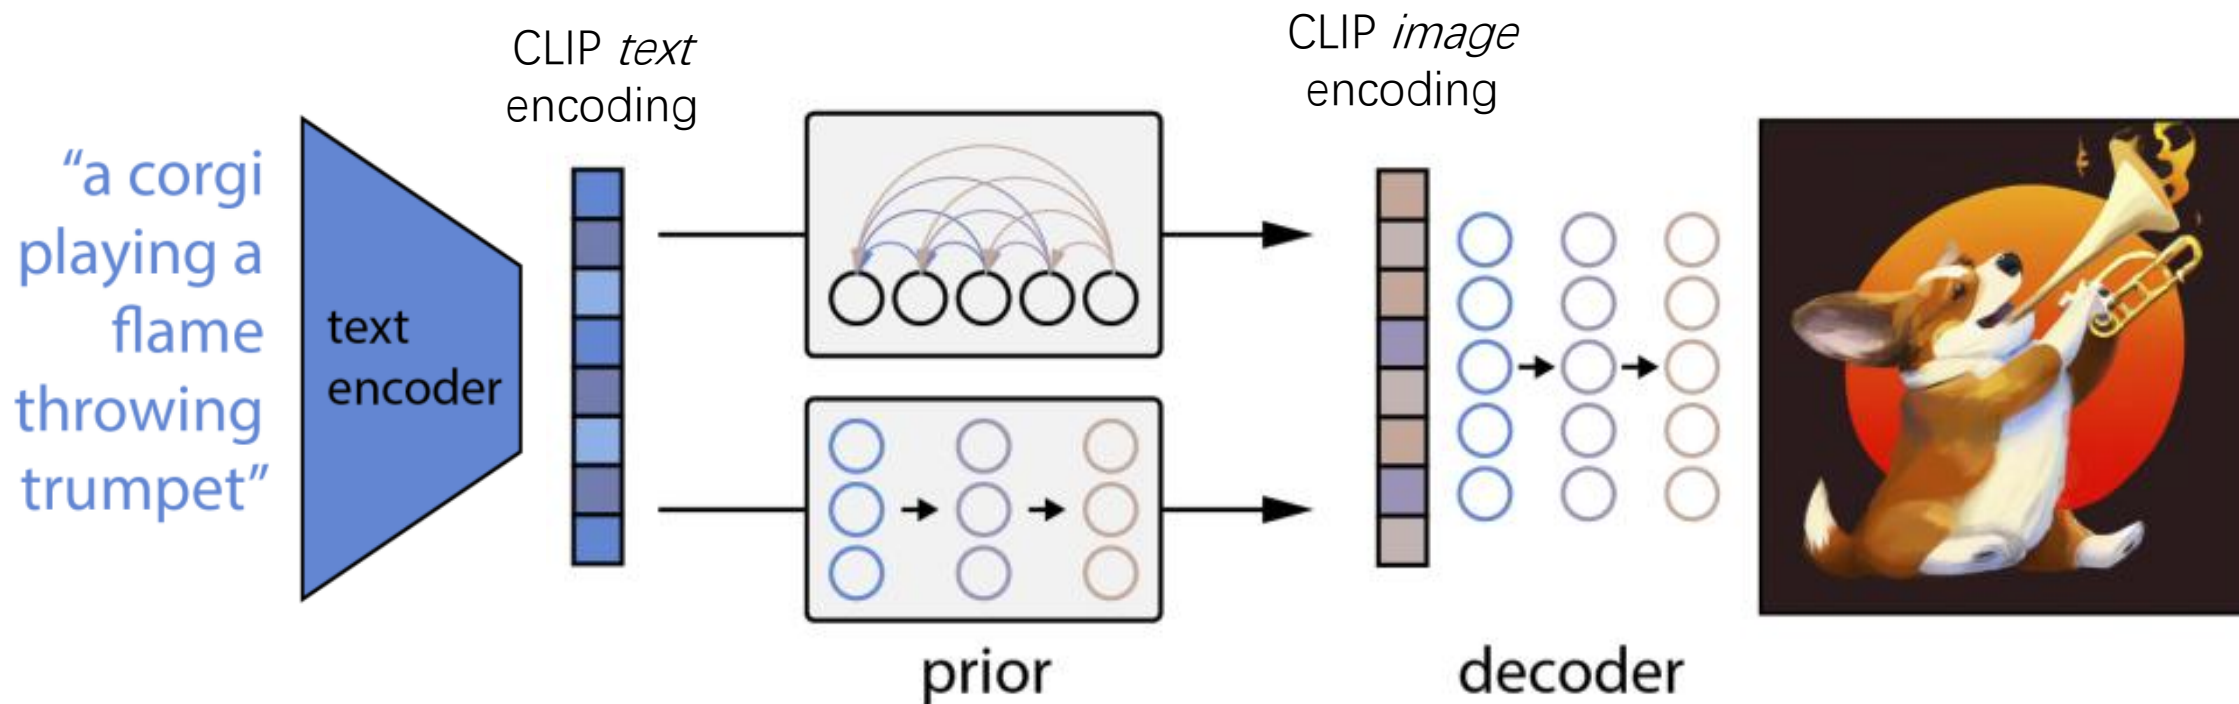 “a corgi
playing a
flame
throwing
trumpet”
text
encoder
CLIP text
encoding
prior
CLIP image
encoding
decoder